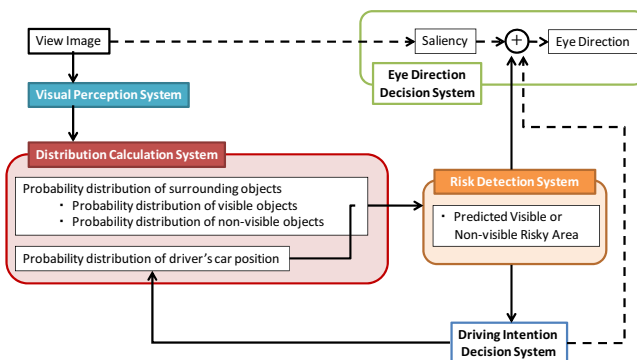 View Image
Saliency
+
Eye Direction
Eye Direction
Decision System
Visual Perception System
Distribution Calculation System
Probability distribution of surrounding objects
・ Probability distribution of visible objects
・ Probability distribution of non-visible objects
Probability distribution of driver's car position
Risk Detection System
・ Predicted Visible or
Non-visible Risky Area
Driving Intention
Decision System